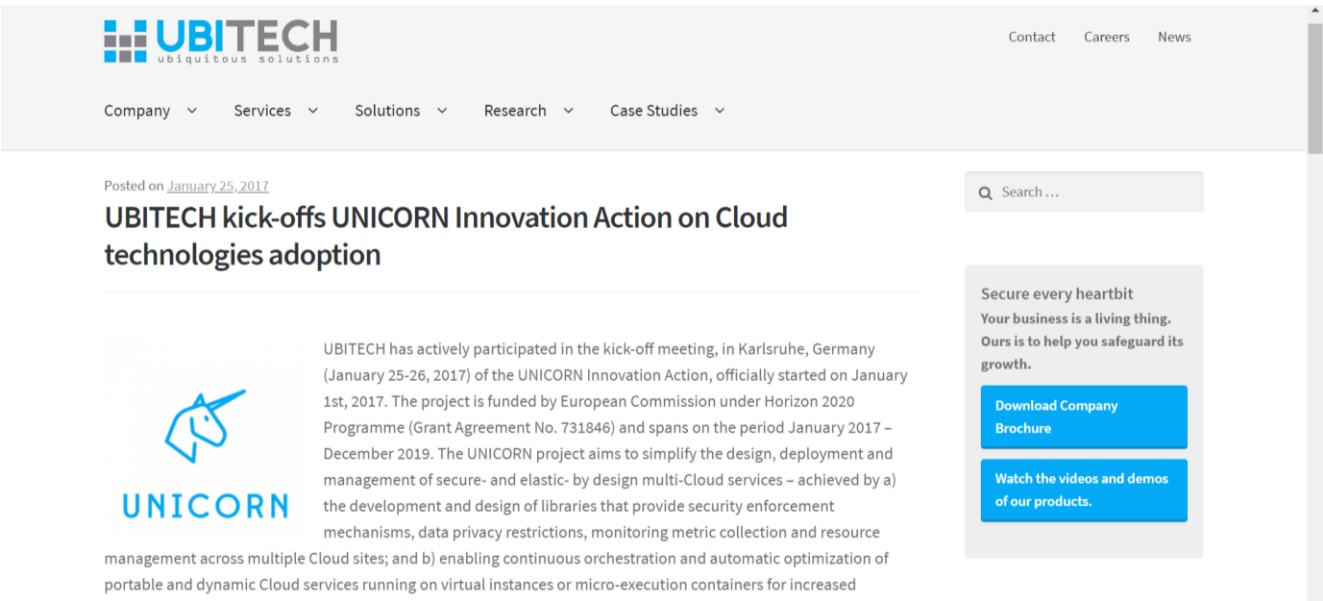 UBITECH
ubiquitous solutions
Contact Careers News
Company Services Solutions Research Case Studies
Posted on January 25, 2017
UBITECH kick-offs UNICORN Innovation Action on Cloud
technologies adoption
UBITECH has actively participated in the kick-off meeting, in Karlsruhe, Germany
(January 25-26, 2017) of the UNICORN Innovation Action, officially started on January
1st, 2017. The project is funded by European Commission under Horizon 2020
Programme (Grant Agreement No. 731846) and spans on the period January 2017 –
December 2019. The UNICORN project aims to simplify the design, deployment and
management of secure- and elastic- by design multi-Cloud services – achieved by a)
the development and design of libraries that provide security enforcement
mechanisms, data privacy restrictions, monitoring metric collection and resource
management across multiple Cloud sites; and b) enabling continuous orchestration and automatic optimization of
portable and dynamic Cloud services running on virtual instances or micro-execution containers for increased
UNICORN
Search ...
Secure every heartbit
Your business is a living thing.
Ours is to help you safeguard its
growth.
Download Company
Brochure
Watch the videos and demos
of our products.